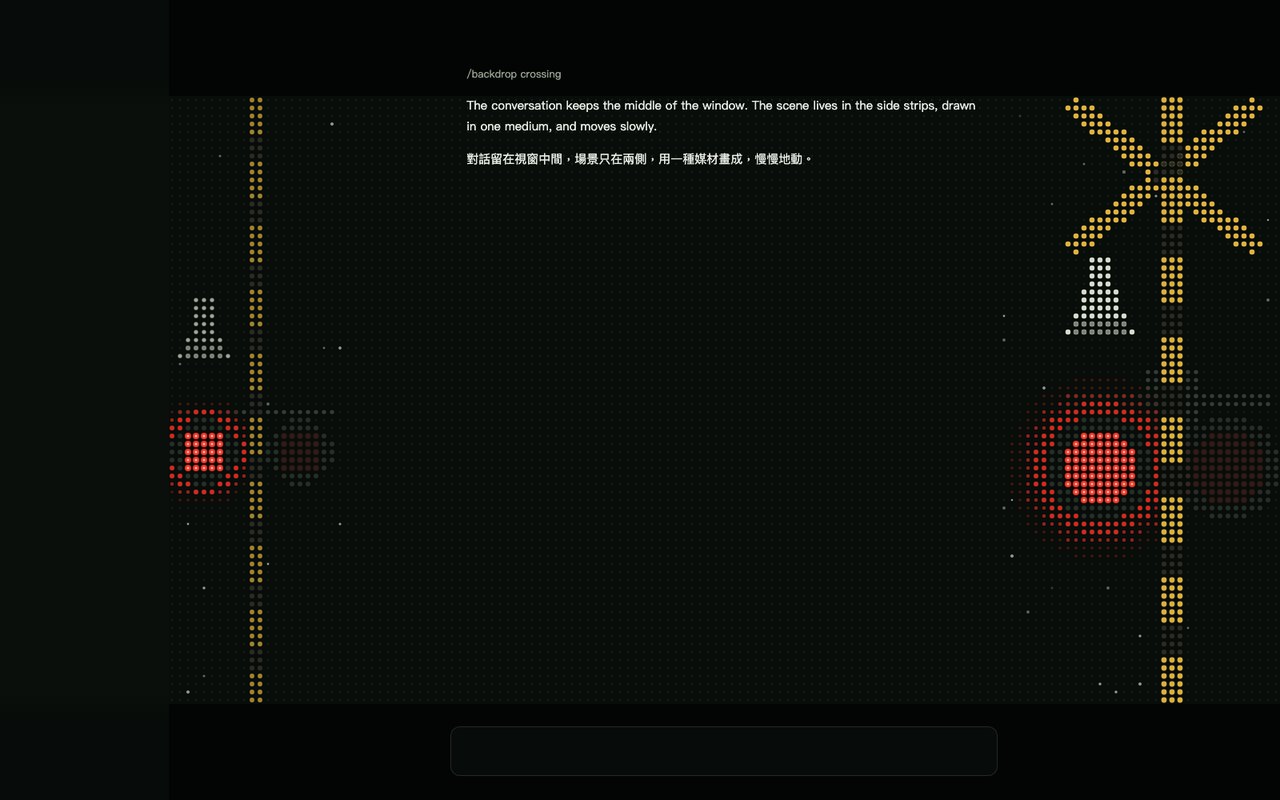 /backdrop crossing
The conversation keeps the middle of the window. The scene lives in the side strips, drawn
in one medium, and moves slowly.
對話留在視窗中間，場景只在兩側，用一種媒材畫成，慢慢地動。